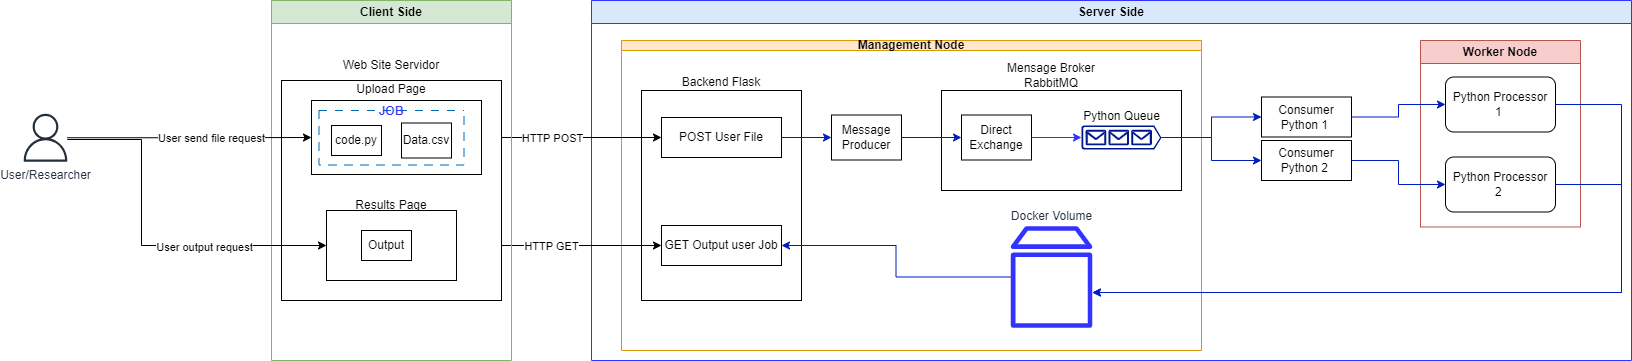 Client Side
Server Side
Management Node
Worker Node
Web Site Servidor
Upload Page
JOB
code.py
Data.csv
Results Page
Output
User/Researcher
User send file request
User output request
HTTP POST
HTTP GET
Backend Flask
POST User File
GET Output user Job
Message
Producer
Mensage Broker
RabbitMQ
Direct
Exchange
Python Queue
Docker Volume
Consumer
Python 1
Consumer
Python 2
Python Processor
1
Python Processor
2